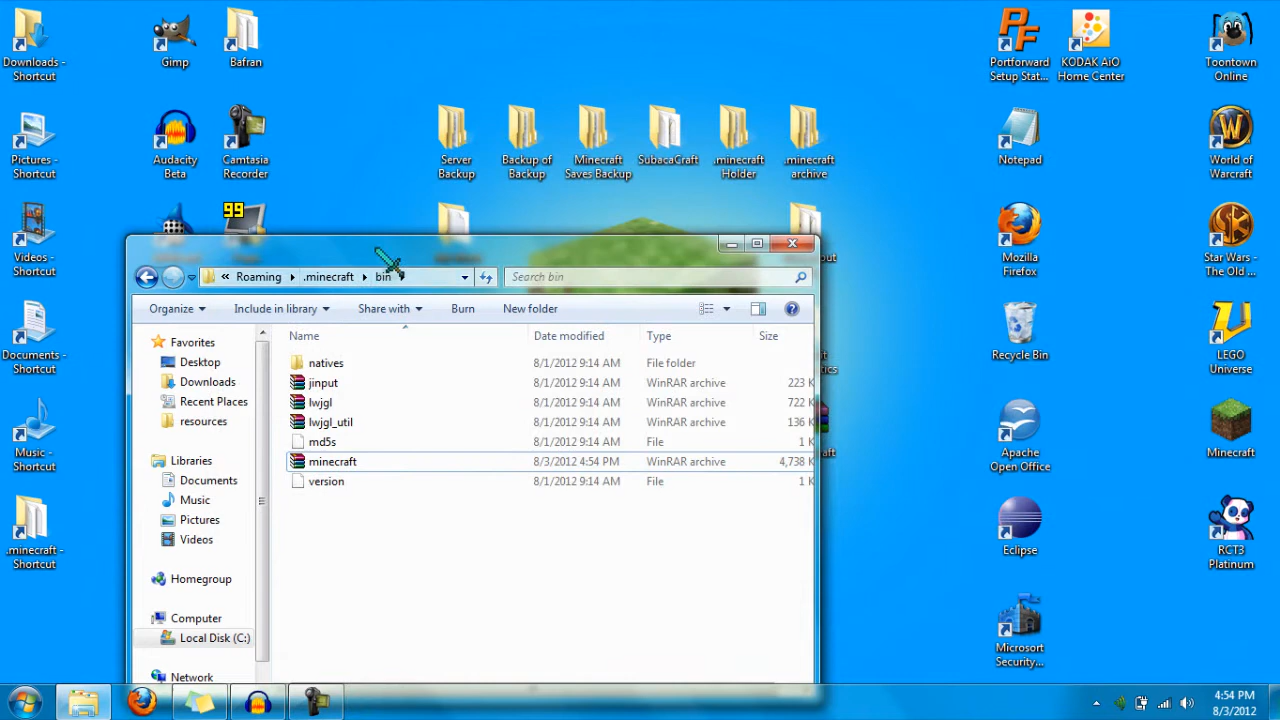 Downloads -
Shortcut
Gimp
Bafran
Portforward
Setup Stat...
KODAK AiO
Home Center
Toontown
Online
Pictures -
Shortcut
Audacity
Beta
Camtasia
Recorder
Server
Backup
Backup of
Backup
Minecraft
Saves Backup
SubacaCraft
.minecraft
Holder
.minecraft
archive
Notepad
World of
Warcraft
99
Videos -
Shortcut
Mozilla
Firefox
Star Wars -
The Old ...
« Roaming
.minecraft
bin
Search bin
Organize
Include in library
Share with
Burn
New folder
Name
Date modified
Type
Size
Favorites
Desktop
Downloads
Recent Places
resources
Libraries
Documents
Music
Pictures
Videos
Homegroup
Computer
Local Disk (C:)
Network
natives 8/1/2012 9:14 AM File folder
jinput 8/1/2012 9:14 AM WinRAR archive 223 K
lwjgl 8/1/2012 9:14 AM WinRAR archive 722 K
lwjgl_util 8/1/2012 9:14 AM WinRAR archive 136 K
md5s 8/1/2012 9:14 AM File 1 K
minecraft 8/3/2012 4:54 PM WinRAR archive 4,738 K
version 8/1/2012 9:14 AM File 1 K
Documents -
Shortcut
Recycle Bin
LEGO
Universe
Music -
Shortcut
Apache
Open Office
Minecraft
.minecraft -
Shortcut
Eclipse
RCT3
Platinum
Microsort
Security...
4:54 PM
8/3/2012